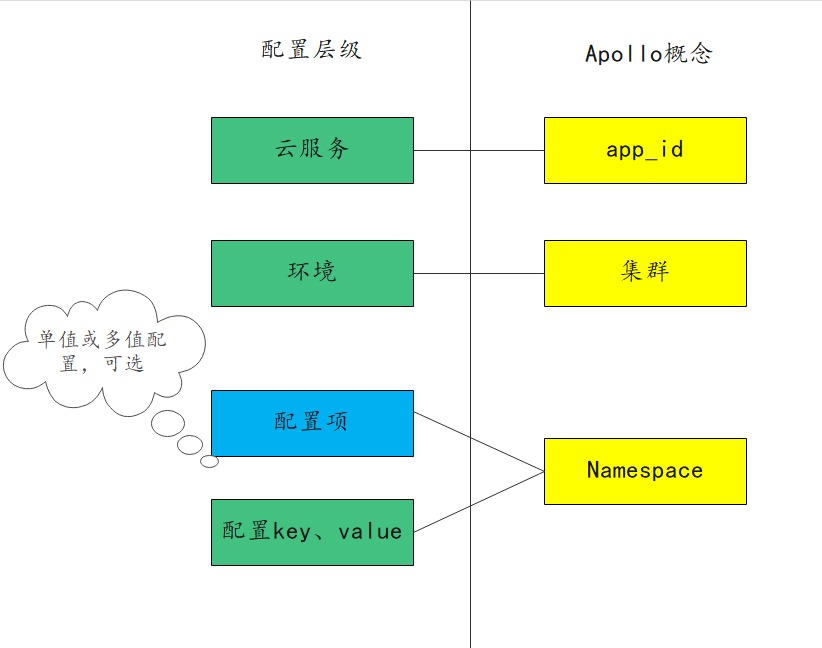 配置层级
Apollo概念
云服务
app_id
环境
集群
单值或多值配
置，可选
配置项
Namespace
配置key、value